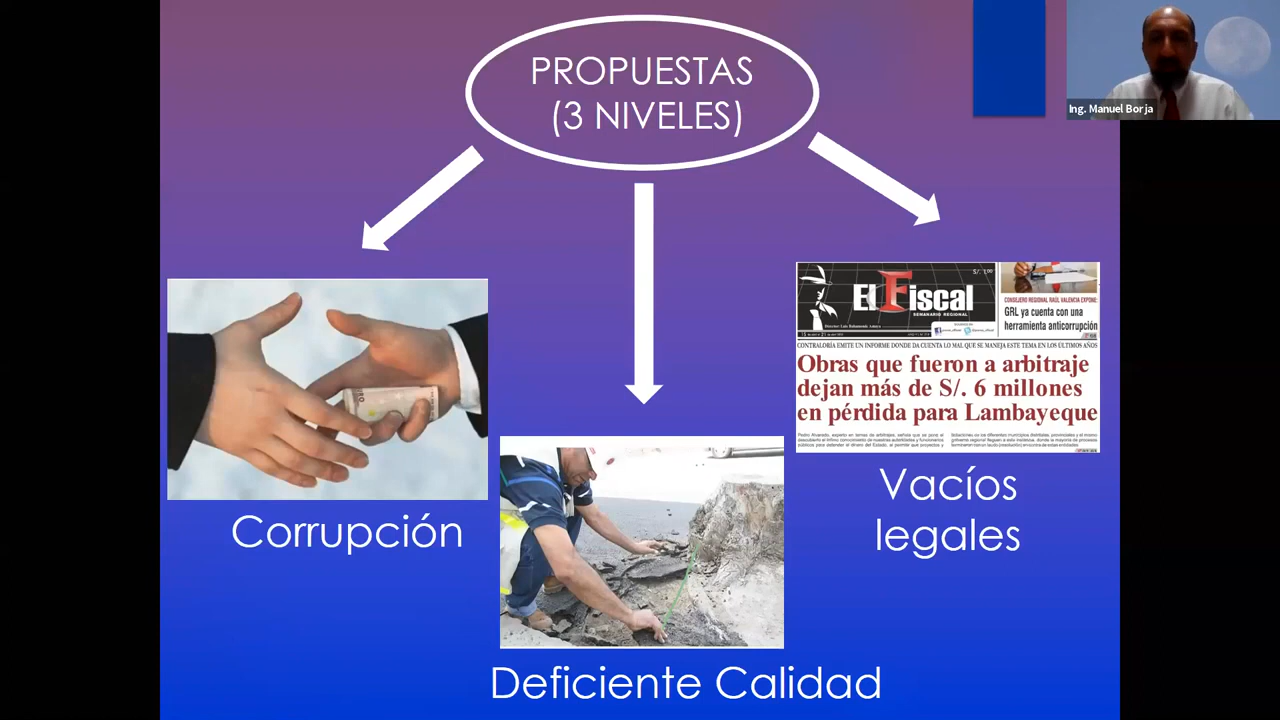 PROPUESTAS
(3 NIVELES)
Ing. Manuel Borja
Corrupción
Deficiente Calidad
El Fiscal
SEMANARIO REGIONAL
S/. 1.00
CONSEJERO REGIONAL RAÚL VALENCIA EXPONE:
GRL ya cuenta con una
herramienta anticorrupción
CONTRALORÍA EMITE UN INFORME DONDE DA CUENTA LO MAL QUE SE MANEJA ESTE TEMA EN LOS ÚLTIMOS AÑOS
Obras que fueron a arbitraje
dejan más de S/. 6 millones
en pérdida para Lambayeque
Vacíos
legales